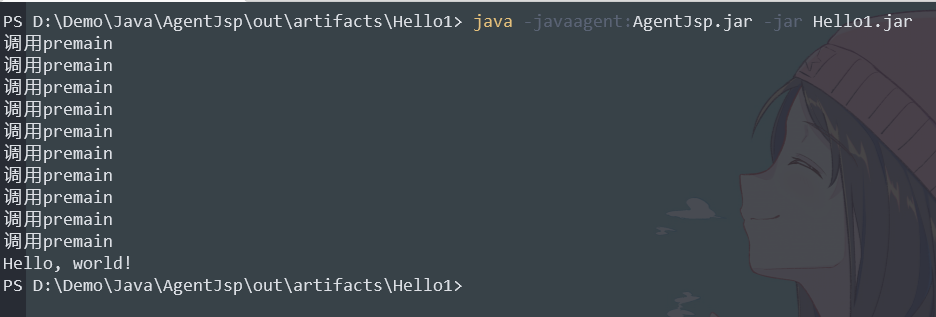 PS D:\Demo\Java\AgentJsp\out\artifacts\Hello1> java -javaagent:AgentJsp.jar -jar Hello1.jar
调用premain
调用premain
调用premain
调用premain
调用premain
调用premain
调用premain
调用premain
调用premain
调用premain
Hello, world!
PS D:\Demo\Java\AgentJsp\out\artifacts\Hello1>